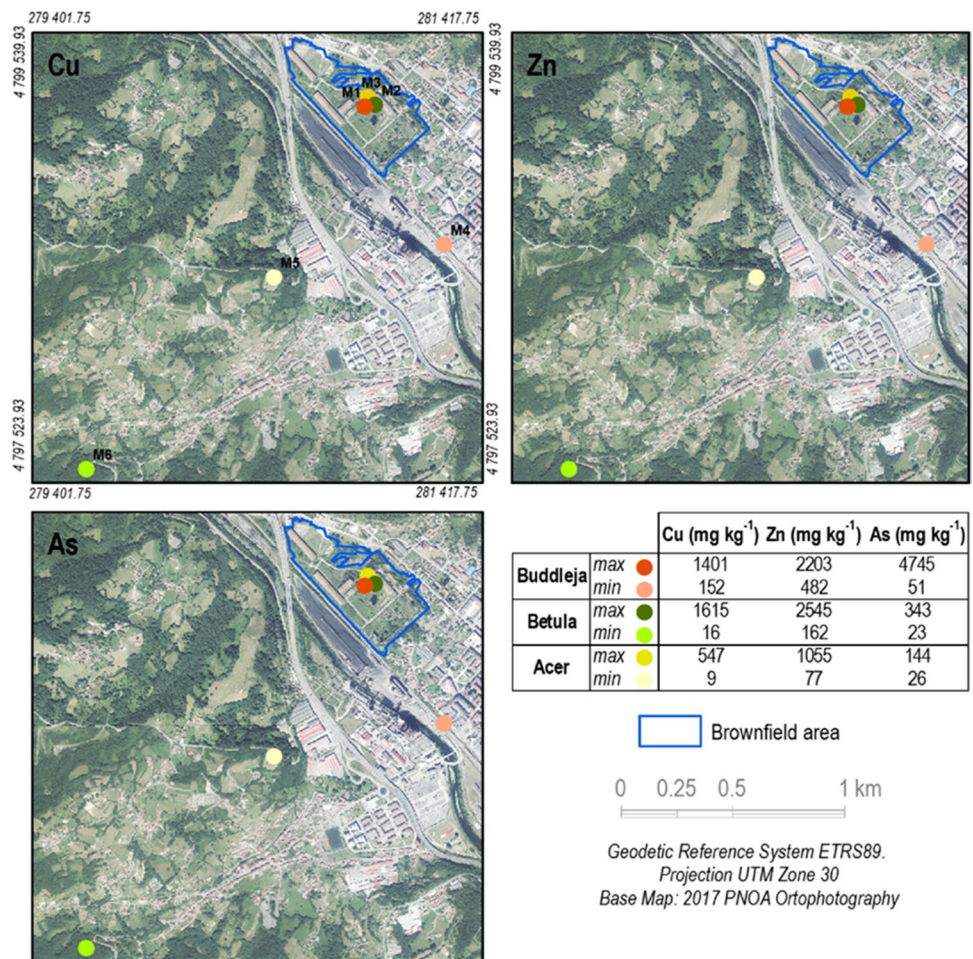 279 401.75 281 417.75
4 799 539.93
4 799 539.93
Cu
M3
M1 M2
M4
M5
M6
4 797 523.93
279 401.75 281 417.75
Zn
4 797 523.93
As
Cu (mg kg⁻¹) Zn (mg kg⁻¹) As (mg kg⁻¹)
Buddleja max 1401 2203 4745
min 152 482 51
Betula max 1615 2545 343
min 16 162 23
Acer max 547 1055 144
min 9 77 26
Brownfield area
0 0.25 0.5 1 km
Geodetic Reference System ETRS89.
Projection UTM Zone 30
Base Map: 2017 PNOA Ortophotography